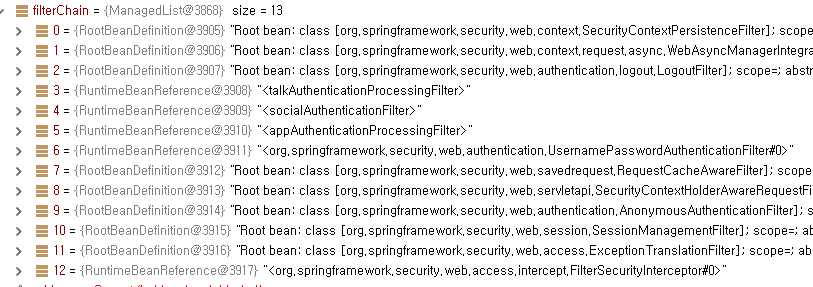 filterChain = {ManagedList@3868} size = 13
0 = {RootBeanDefinition@3905} "Root bean: class [org.springframework.security.web.context.SecurityContextPersistenceFilter]; scope
1 = {RootBeanDefinition@3906} "Root bean: class [org.springframework.security.web.context.request.async.WebAsyncManagerIntegra
2 = {RootBeanDefinition@3907} "Root bean: class [org.springframework.security.web.authentication.logout.LogoutFilter]; scope=; abstr
3 = {RuntimeBeanReference@3908} "<talkAuthenticationProcessingFilter>"
4 = {RuntimeBeanReference@3909} "<socialAuthenticationFilter>"
5 = {RuntimeBeanReference@3910} "<appAuthenticationProcessingFilter>"
6 = {RuntimeBeanReference@3911} "<org.springframework.security.web.authentication.UsernamePasswordAuthenticationFilter#0>"
7 = {RootBeanDefinition@3912} "Root bean: class [org.springframework.security.web.savedrequest.RequestCacheAwareFilter]; scope
8 = {RootBeanDefinition@3913} "Root bean: class [org.springframework.security.web.servletapi.SecurityContextHolderAwareRequestFi
9 = {RootBeanDefinition@3914} "Root bean: class [org.springframework.security.web.authentication.AnonymousAuthenticationFilter]; s
10 = {RootBeanDefinition@3915} "Root bean: class [org.springframework.security.web.session.SessionManagementFilter]; scope=; ab
11 = {RootBeanDefinition@3916} "Root bean: class [org.springframework.security.web.access.ExceptionTranslationFilter]; scope=; ab
12 = {RuntimeBeanReference@3917} "<org.springframework.security.web.access.intercept.FilterSecurityInterceptor#0>"